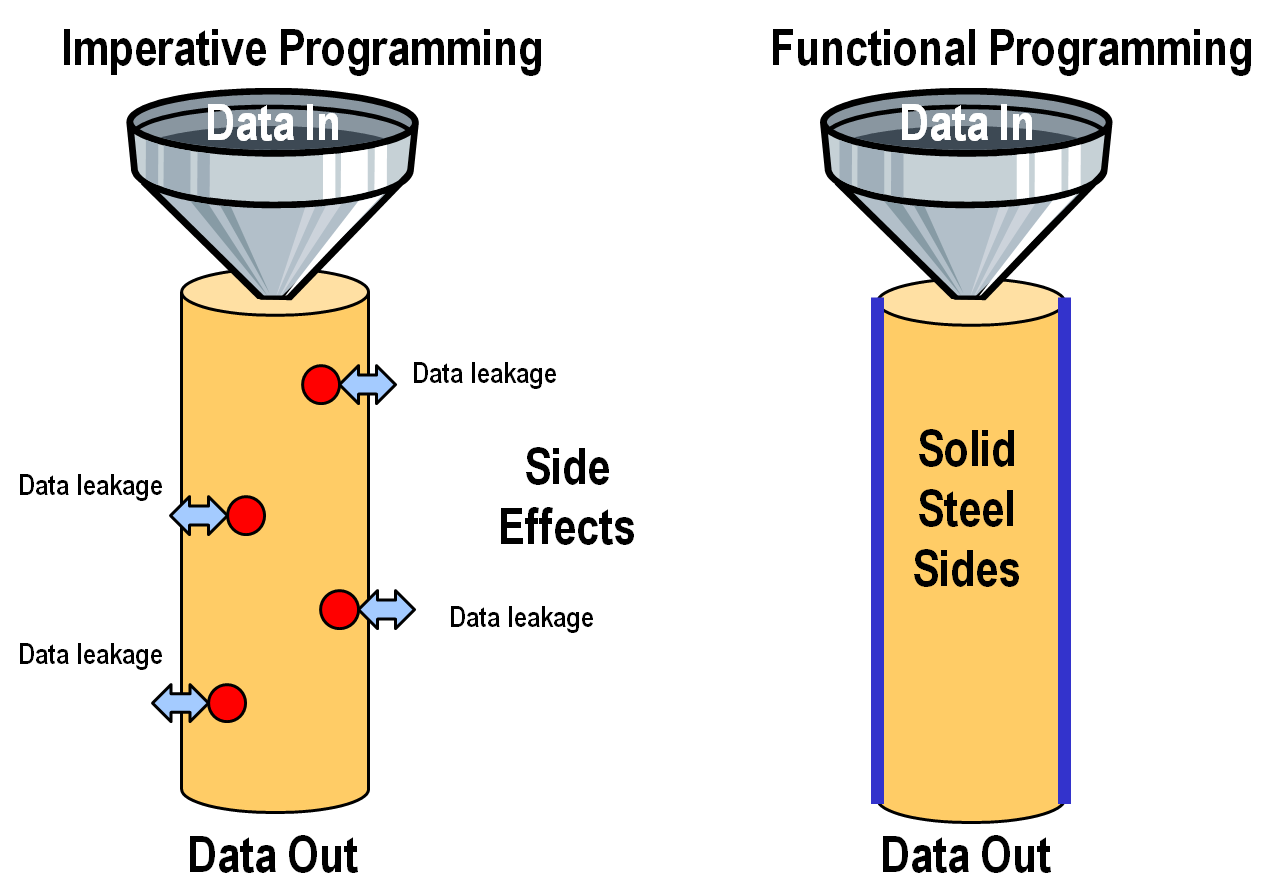 Imperative Programming
Functional Programming
Data In
Data In
Data leakage
Data leakage
Side
Effects
Data leakage
Data leakage
Solid
Steel
Sides
Data Out
Data Out